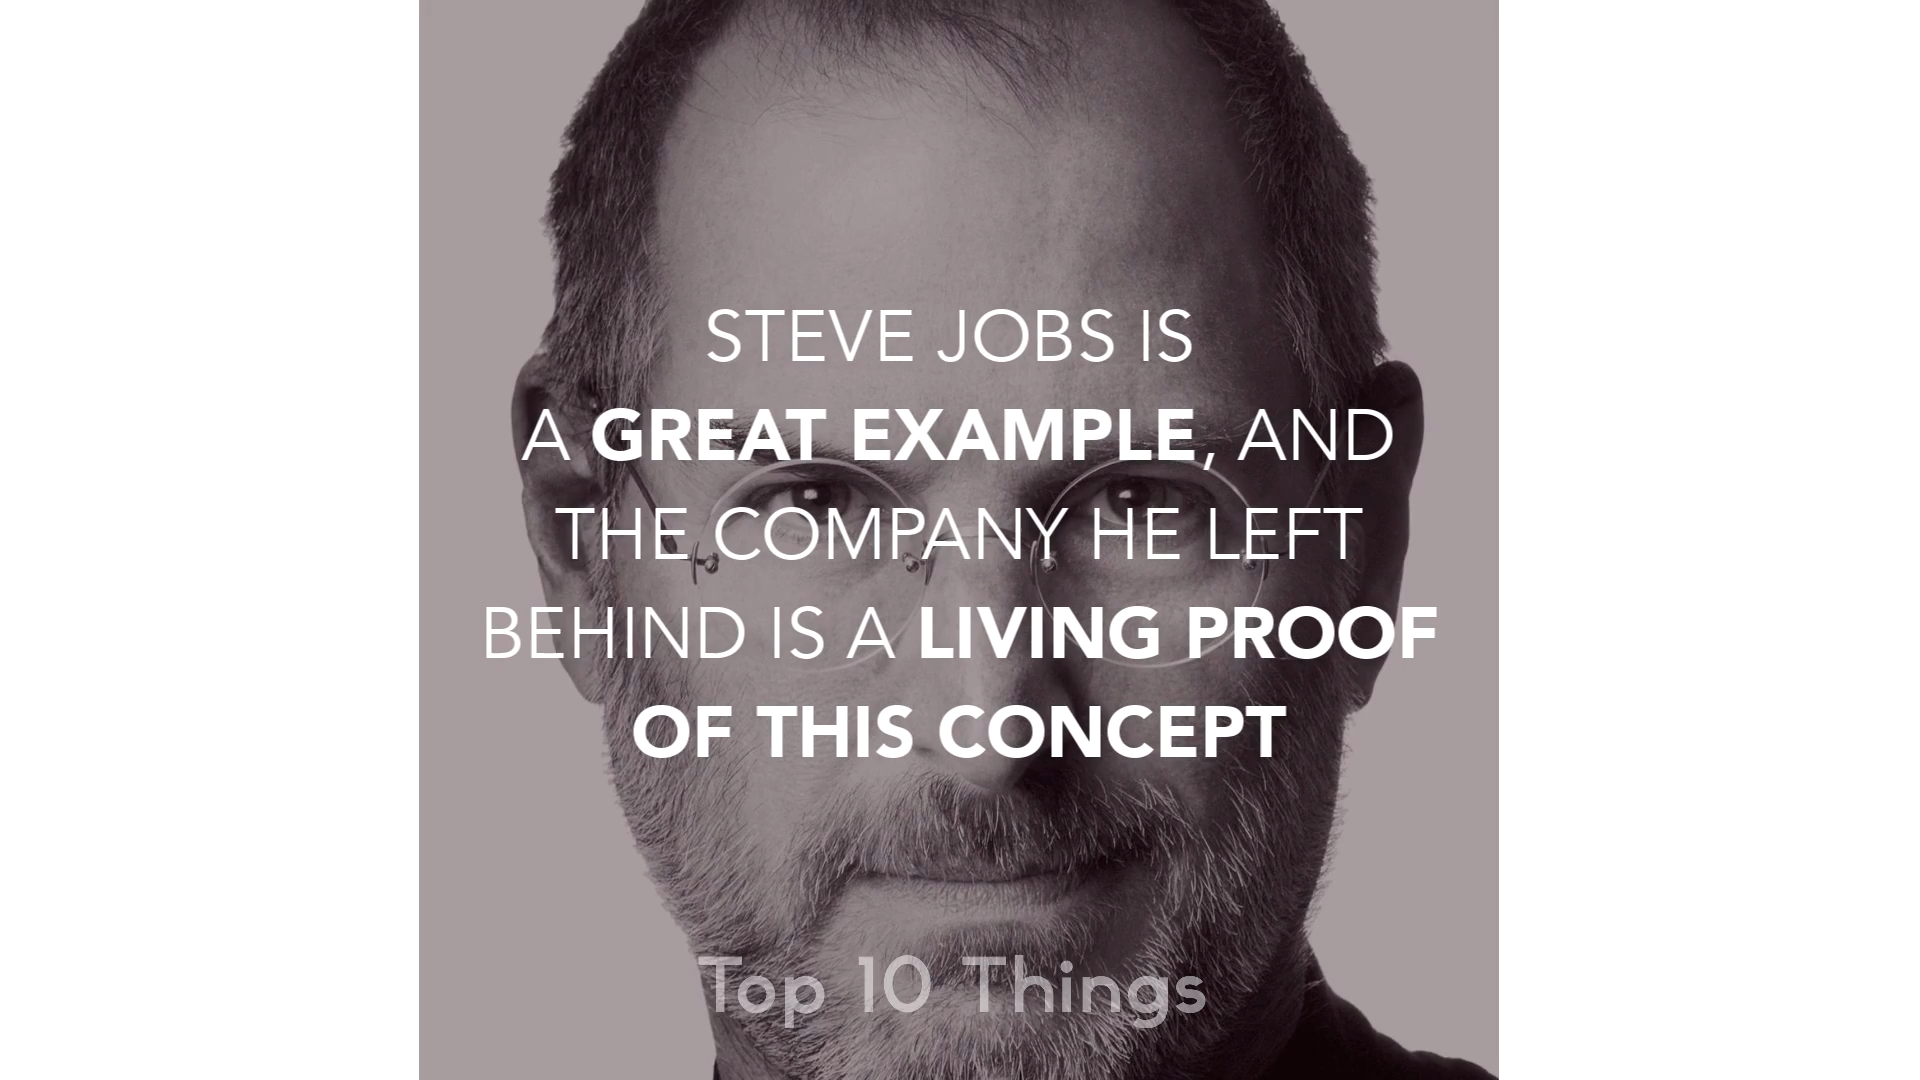 STEVE JOBS IS
A GREAT EXAMPLE, AND
THE COMPANY HE LEFT
BEHIND IS A LIVING PROOF
OF THIS CONCEPT
Top 10 Things